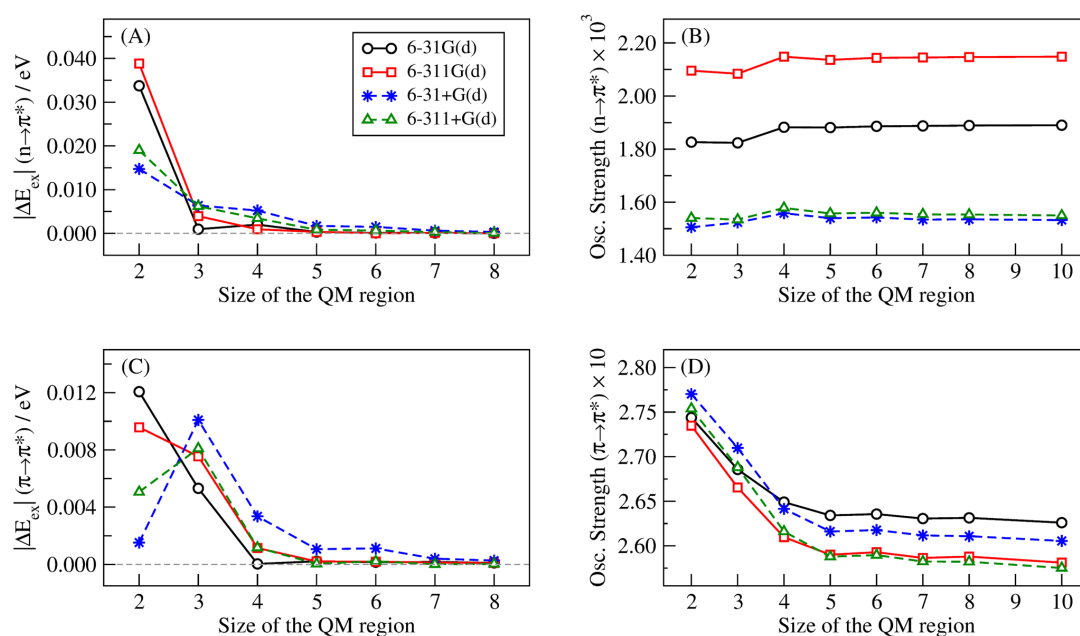 (A)
6-31G(d)
6-311G(d)
6-31+G(d)
6-311+G(d)
|ΔE_ex| (n→π*) / eV
0.040
0.030
0.020
0.010
0.000
2 3 4 5 6 7 8
Size of the QM region
(B)
Osc. Strength (n→π*) × 10³
2.20
2.00
1.80
1.60
1.40
2 3 4 5 6 7 8 9 10
Size of the QM region
(C)
|ΔE_ex| (π→π*) / eV
0.012
0.008
0.004
0.000
2 3 4 5 6 7 8
Size of the QM region
(D)
Osc. Strength (π→π*) × 10
2.80
2.75
2.70
2.65
2.60
2 3 4 5 6 7 8 9 10
Size of the QM region